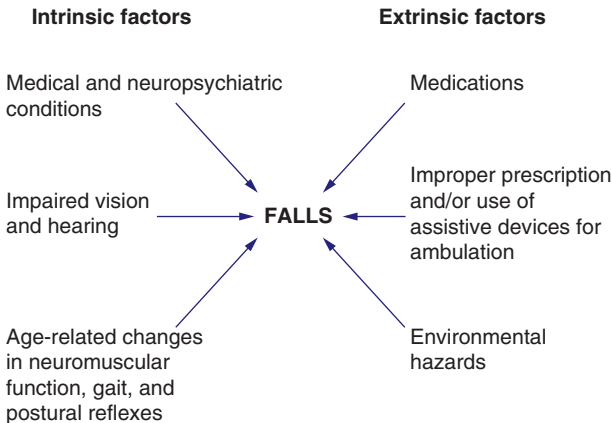 Intrinsic factors
Extrinsic factors
Medical and neuropsychiatric
conditions
Medications
Impaired vision
and hearing
FALLS
Improper prescription
and/or use of
assistive devices for
ambulation
Age-related changes
in neuromuscular
function, gait, and
postural reflexes
Environmental
hazards